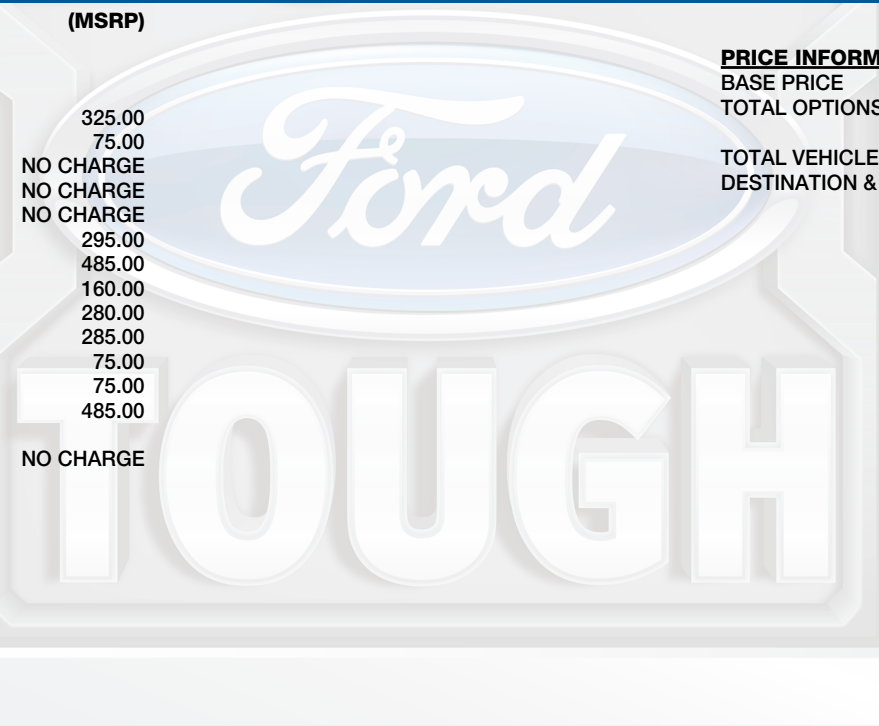 (MSRP)
325.00
75.00
NO CHARGE
NO CHARGE
NO CHARGE
295.00
485.00
160.00
280.00
285.00
75.00
75.00
485.00
NO CHARGE
PRICE INFORM
BASE PRICE
TOTAL OPTIONS
TOTAL VEHICLE
DESTINATION &
Ford
TOUGH